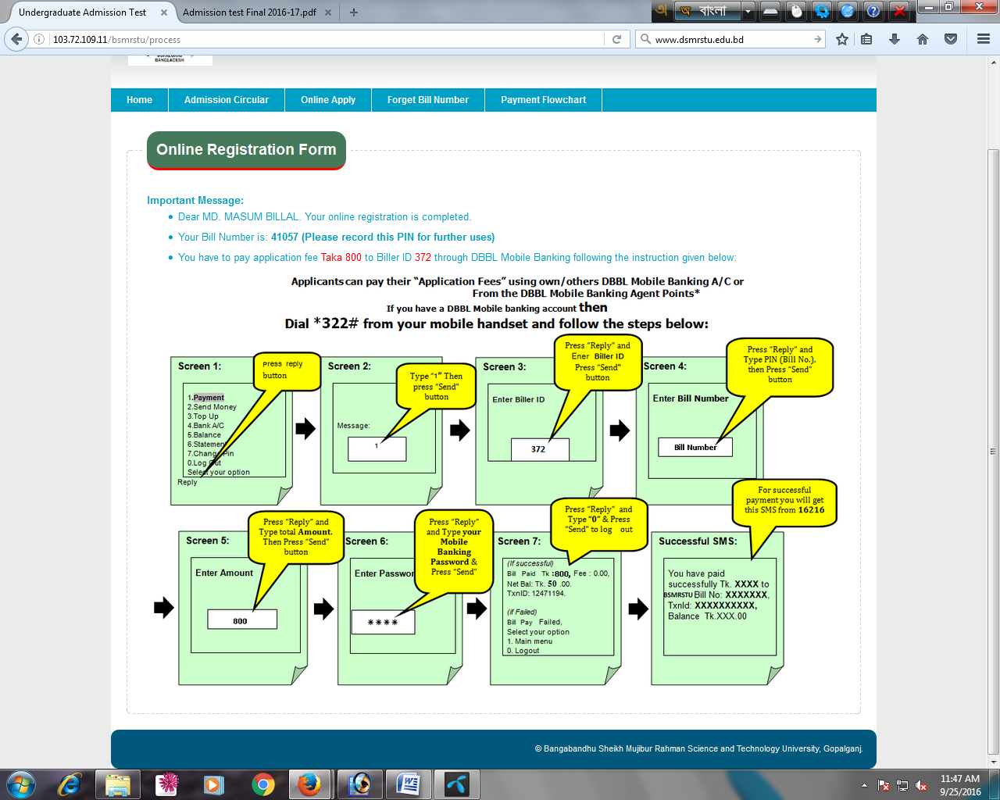 Undergraduate Admission Test
Admission test Final 2016-17.pdf
অ
অ বাংলা
103.72.109.11/bsmrstu/process
www.dsmrstu.edu.bd
BANGLADESH
Home
Admission Circular
Online Apply
Forget Bill Number
Payment Flowchart
Online Registration Form
Important Message:
Dear MD. MASUM BILLAL. Your online registration is completed.
Your Bill Number is: 41057 (Please record this PIN for further uses)
You have to pay application fee Taka 800 to Biller ID 372 through DBBL Mobile Banking following the instruction given below:
Applicants can pay their “Application Fees” using own/others DBBL Mobile Banking A/C or
From the DBBL Mobile Banking Agent Points*
If you have a DBBL Mobile banking account then
Dial *322# from your mobile handset and follow the steps below:
Screen 1:
Press reply
button
1.Payment
2.Send Money
3.Top Up
4.Bank A/C
5.Balance
6.Statement
7.Change Pin
0.Log Out
Select your option
Reply
Screen 2:
Type “1” Then
press “Send”
button
Message:
1
Screen 3:
Press “Reply” and
Ener Biller ID
Press “Send”
button
Enter Biller ID
372
Screen 4:
Press “Reply” and
Type PIN (Bill No.),
then Press “Send”
button
Enter Bill Number
Bill Number
Screen 5:
Press “Reply” and
Type total Amount.
Then Press “Send”
button
Enter Amount
800
Screen 6:
Press “Reply”
and Type your
Mobile
Banking
Password &
Press “Send”
Enter Passwor
****
Screen 7:
Press “Reply” and
Type “0” & Press
“Send” to log out
(If successful)
Bill Paid Tk :800, Fee : 0.00,
Net Bal: Tk. 50 .00.
TxnID: 12471194.
(if Failed)
Bill Pay Failed,
Select your option
1. Main menu
0. Logout
For successful
payment you will get
this SMS from 16216
Successful SMS:
You have paid
successfully Tk. XXXX to
BSMRSTU Bill No: XXXXXXX,
TxnId: XXXXXXXXXX,
Balance Tk.XXX.00
© Bangabandhu Sheikh Mujibur Rahman Science and Technology University, Gopalganj.
11:47 AM
9/25/2016